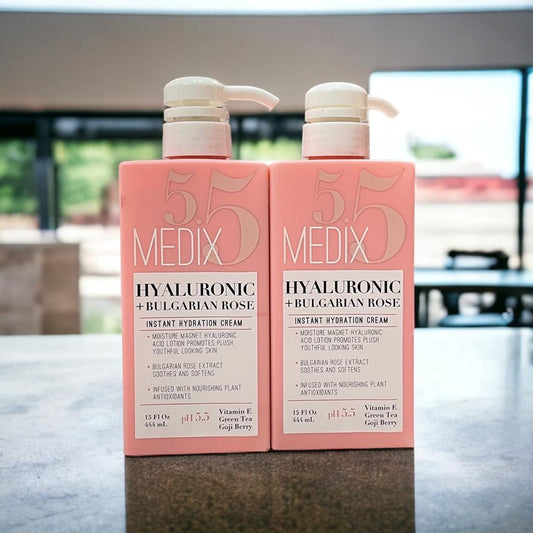 5.5
MEDIX
HYALURONIC
+ BULGARIAN ROSE
INSTANT HYDRATION CREAM
• MOISTURE MAGNET HYALURONIC
ACID LOTION PROMOTES PLUSH
YOUTHFUL LOOKING SKIN
• BULGARIAN ROSE EXTRACT
SOOTHES AND SOFTENS
• INFUSED WITH NOURISHING PLANT
ANTIOXIDANTS
15 Fl Oz
444 mL
pH 5.5
Vitamin E
Green Tea
Goji Berry
5.5
MEDIX
HYALURONIC
+ BULGARIAN ROSE
INSTANT HYDRATION CREAM
• MOISTURE MAGNET HYALURONIC
ACID LOTION PROMOTES PLUSH
YOUTHFUL LOOKING SKIN
• BULGARIAN ROSE EXTRACT
SOOTHES AND SOFTENS
• INFUSED WITH NOURISHING PLANT
ANTIOXIDANTS
15 Fl Oz
444 mL
pH 5.5
Vitamin E
Green Tea
Goji Berry